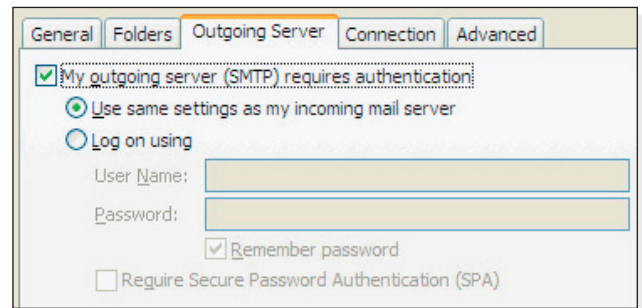 General Folders Outgoing Server Connection Advanced
My outgoing server (SMTP) requires authentication
Use same settings as my incoming mail server
Log on using
User Name:
Password:
Remember password
Require Secure Password Authentication (SPA)